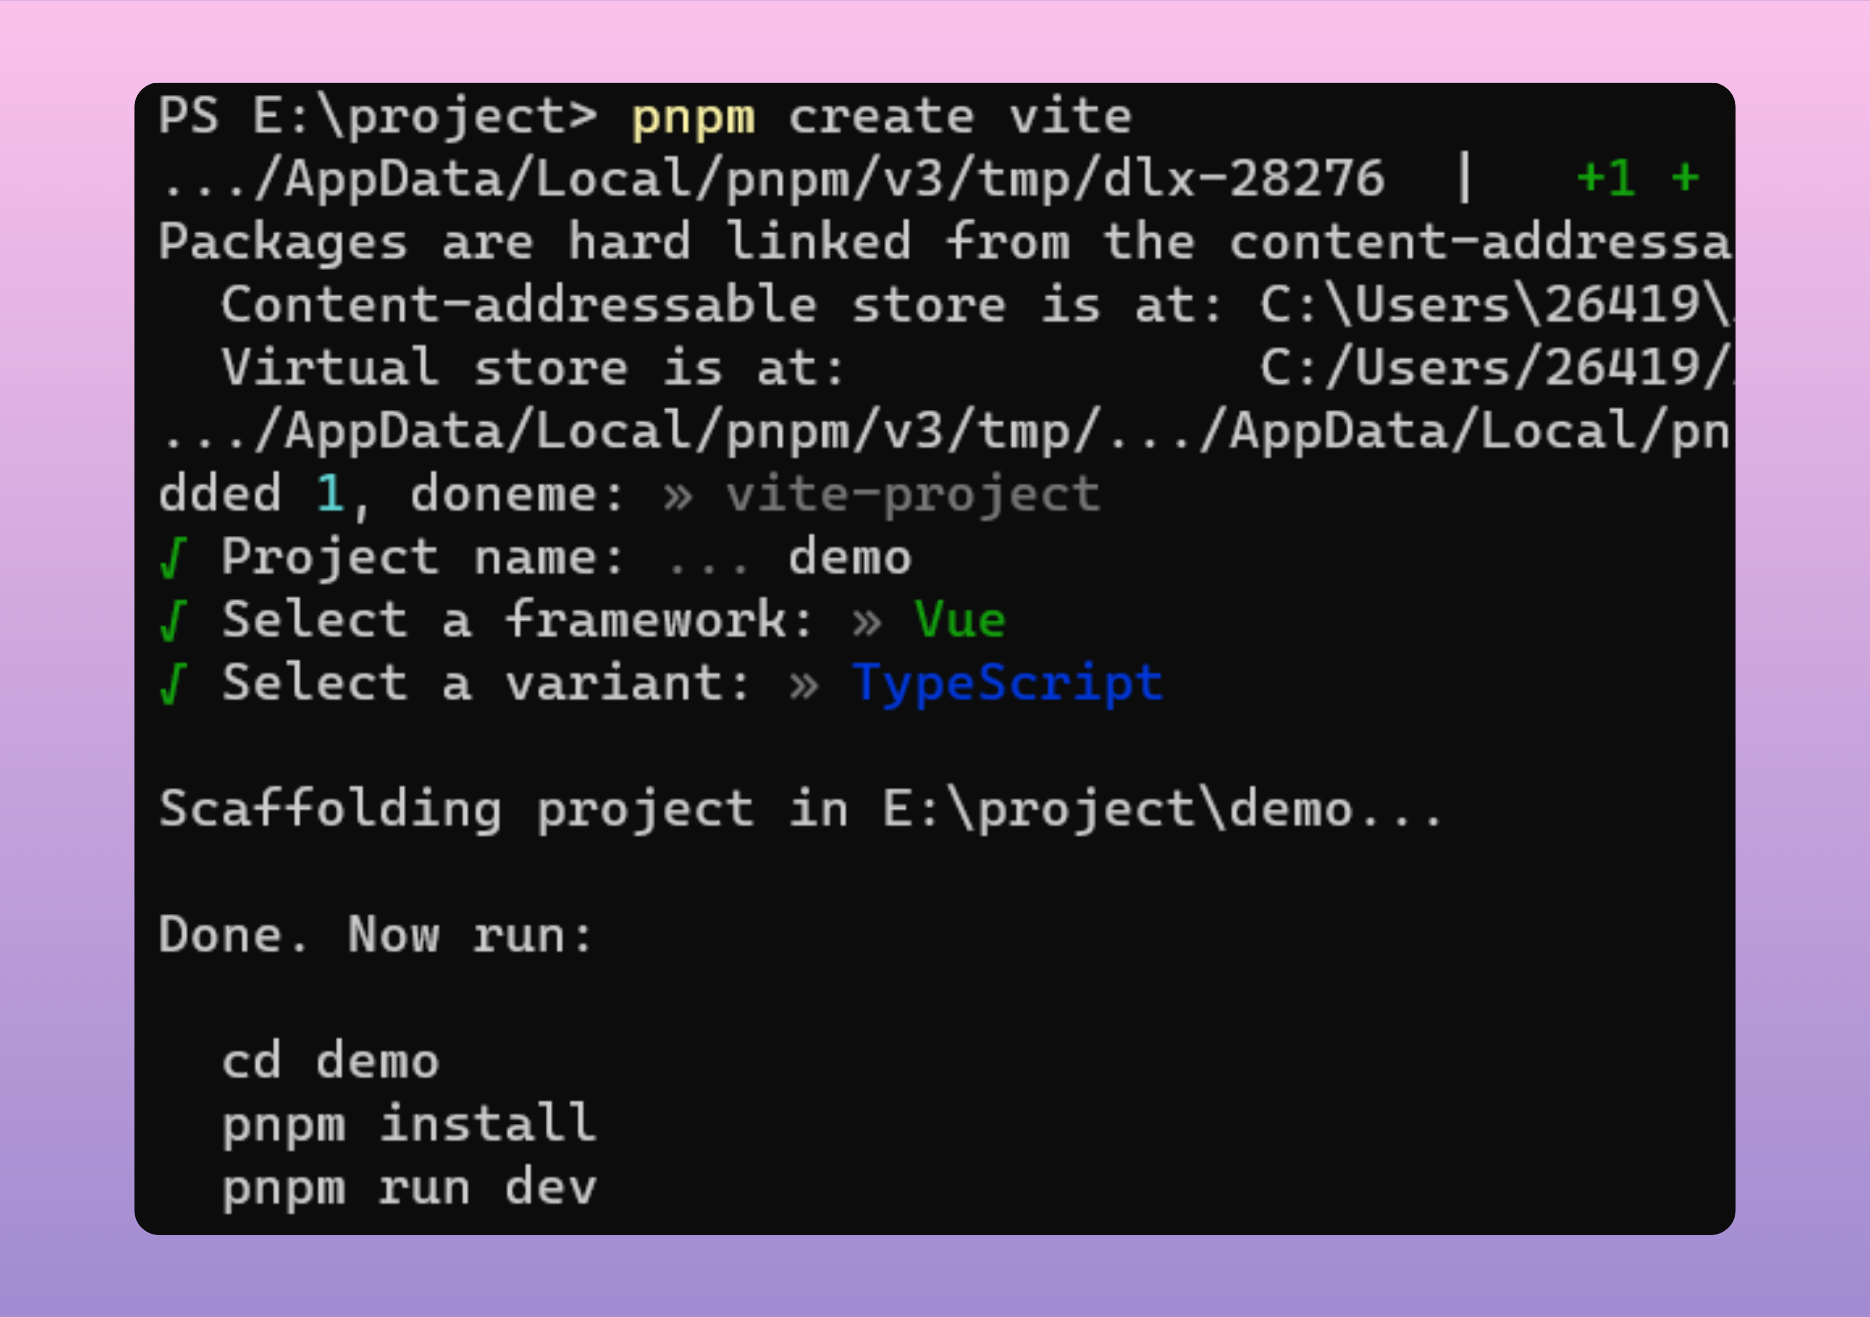 PS E:\project> pnpm create vite
.../AppData/Local/pnpm/v3/tmp/dlx-28276  |   +1 +
Packages are hard linked from the content-addressa
  Content-addressable store is at: C:\Users\26419\
  Virtual store is at:             C:/Users/26419/
.../AppData/Local/pnpm/v3/tmp/.../AppData/Local/pn
dded 1, doneme: » vite-project
√ Project name: ... demo
√ Select a framework: » Vue
√ Select a variant: » TypeScript
Scaffolding project in E:\project\demo...
Done. Now run:
  cd demo
  pnpm install
  pnpm run dev